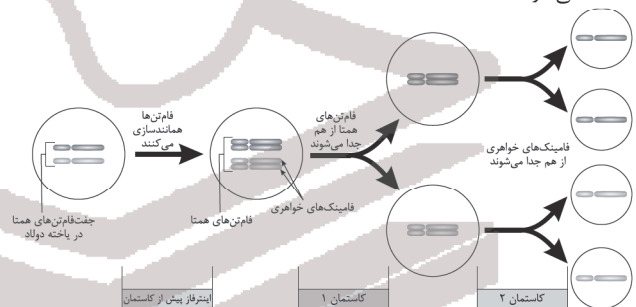 فام‌تن‌ها
همانندسازی
می‌کنند
فام‌تن‌های
همتا از هم
جدا می‌شوند
فامینک‌های خواهری
از هم جدا می‌شوند
فامینک‌های خواهری
فام‌تن‌های همتا
جفت‌فام‌تن‌های همتا
در یاخته دولاد
اینترفاز پیش از کاستمان
کاستمان ۱
کاستمان ۲